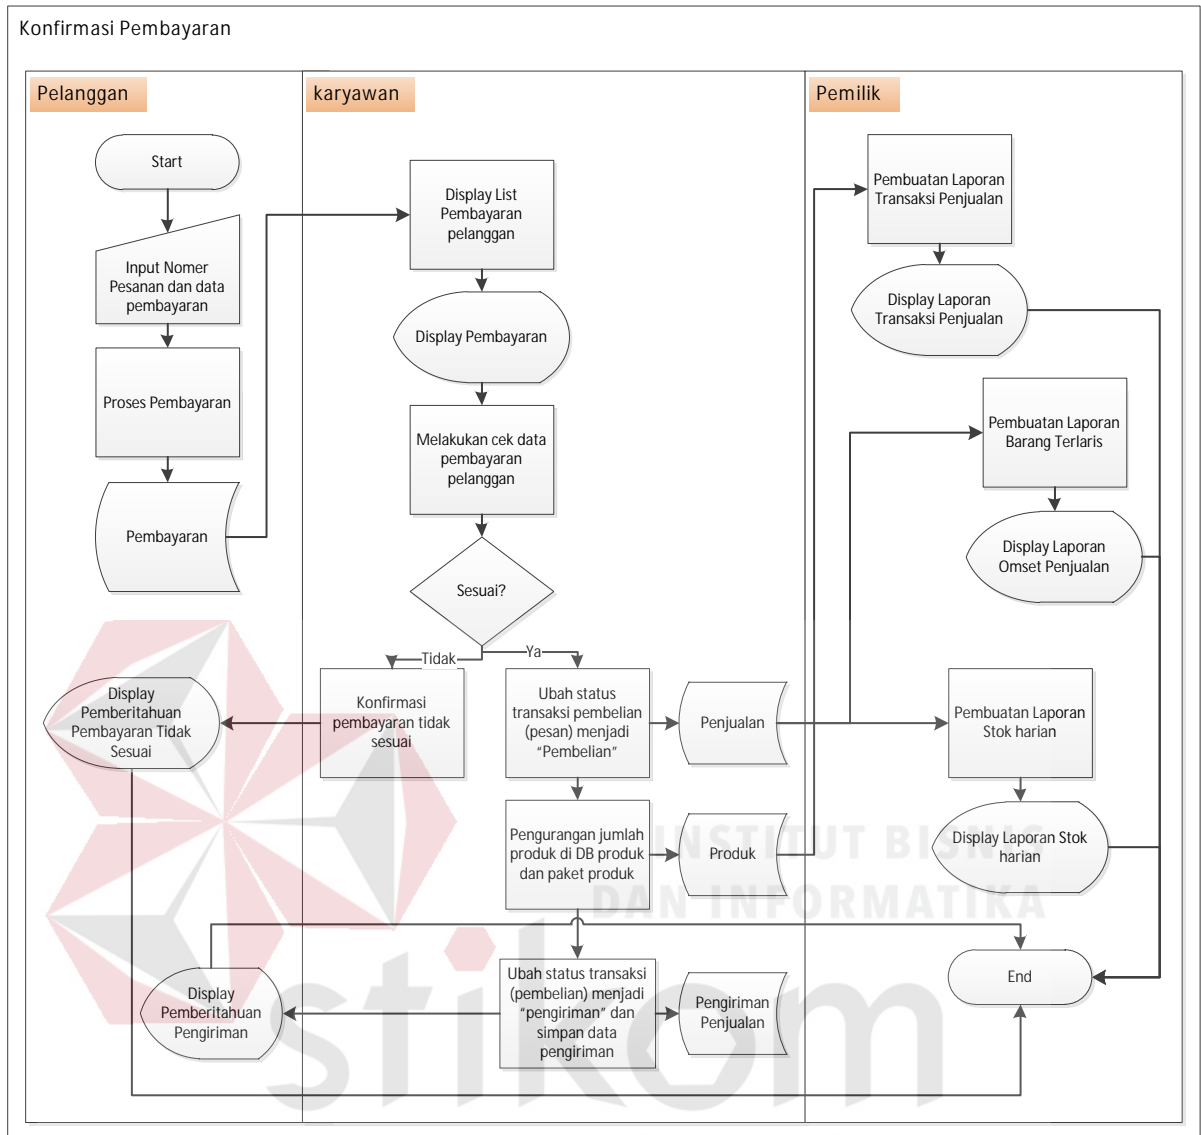 Konfirmasi Pembayaran
Pelanggan
karyawan
Pemilik
Start
Input Nomer
Pesanan dan data
pembayaran
Proses Pembayaran
Pembayaran
Display
Pemberitahuan
Pembayaran Tidak
Sesuai
Display
Pemberitahuan
Pengiriman
Display List
Pembayaran
pelanggan
Display Pembayaran
Melakukan cek data
pembayaran
pelanggan
Sesuai?
Tidak
Ya
Konfirmasi
pembayaran tidak
sesuai
Ubah status
transaksi pembelian
(pesan) menjadi
“Pembelian”
Penjualan
Pengurangan jumlah
produk di DB produk
dan paket produk
Produk
Ubah status transaksi
(pembelian) menjadi
“pengiriman” dan
simpan data
pengiriman
Pengiriman
Penjualan
Pembuatan Laporan
Transaksi Penjualan
Display Laporan
Transaksi Penjualan
Pembuatan Laporan
Barang Terlaris
Display Laporan
Omset Penjualan
Pembuatan Laporan
Stok harian
Display Laporan Stok
harian
End
INSTITUT BISNIS
DAN INFORMATIKA
stikom